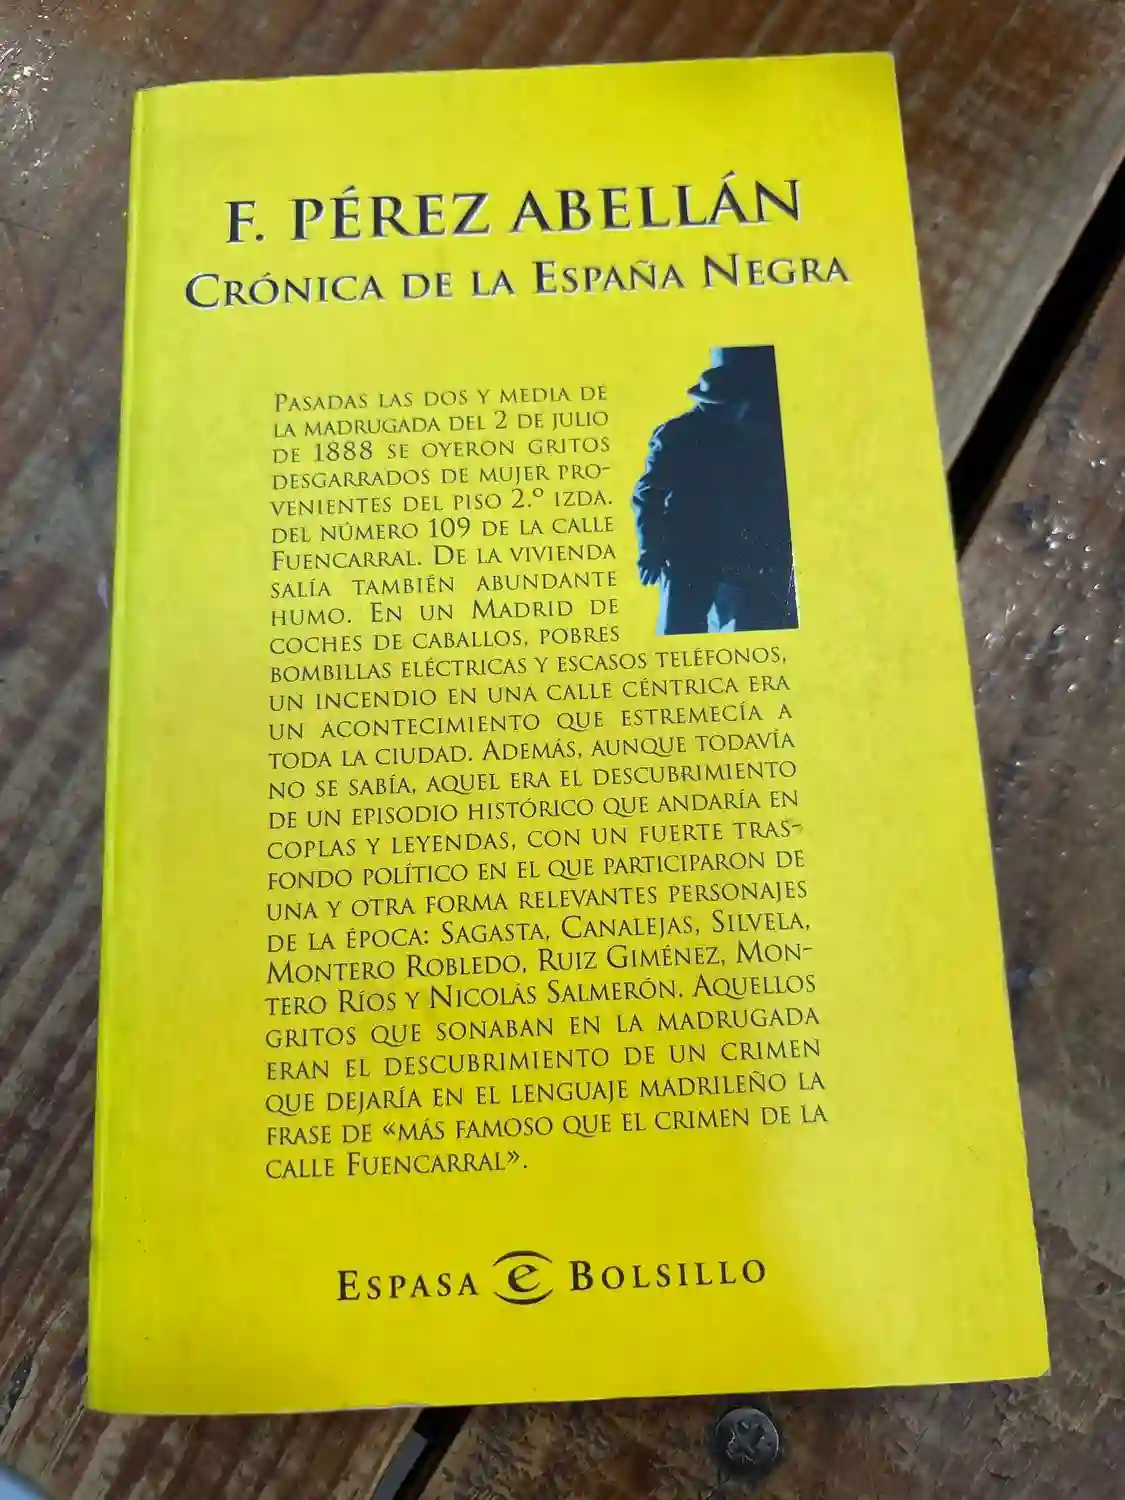 F. PÉREZ ABELLÁN
CRÓNICA DE LA ESPAÑA NEGRA
PASADAS LAS DOS Y MEDIA DE
LA MADRUGADA DEL 2 DE JULIO
DE 1888 SE OYERON GRITOS
DESGARRADOS DE MUJER PRO-
VENIENTES DEL PISO 2.º IZDA.
DEL NÚMERO 109 DE LA CALLE
FUENCARRAL. DE LA VIVIENDA
SALÍA TAMBIÉN ABUNDANTE
HUMO. EN UN MADRID DE
COCHES DE CABALLOS, POBRES
BOMBILLAS ELÉCTRICAS Y ESCASOS TELÉFONOS,
UN INCENDIO EN UNA CALLE CÉNTRICA ERA
UN ACONTECIMIENTO QUE ESTREMECÍA A
TODA LA CIUDAD. ADEMÁS, AUNQUE TODAVÍA
NO SE SABÍA, AQUEL ERA EL DESCUBRIMIENTO
DE UN EPISODIO HISTÓRICO QUE ANDARÍA EN
COPLAS Y LEYENDAS, CON UN FUERTE TRAS-
FONDO POLÍTICO EN EL QUE PARTICIPARON DE
UNA Y OTRA FORMA RELEVANTES PERSONAJES
DE LA ÉPOCA: SAGASTA, CANALEJAS, SILVELA,
MONTERO ROBLEDO, RUIZ GIMÉNEZ, MON-
TERO RÍOS Y NICOLÁS SALMERÓN. AQUELLOS
GRITOS QUE SONABAN EN LA MADRUGADA
ERAN EL DESCUBRIMIENTO DE UN CRIMEN
QUE DEJARÍA EN EL LENGUAJE MADRILEÑO LA
FRASE DE «MÁS FAMOSO QUE EL CRIMEN DE LA
CALLE FUENCARRAL».
ESPASA e BOLSILLO